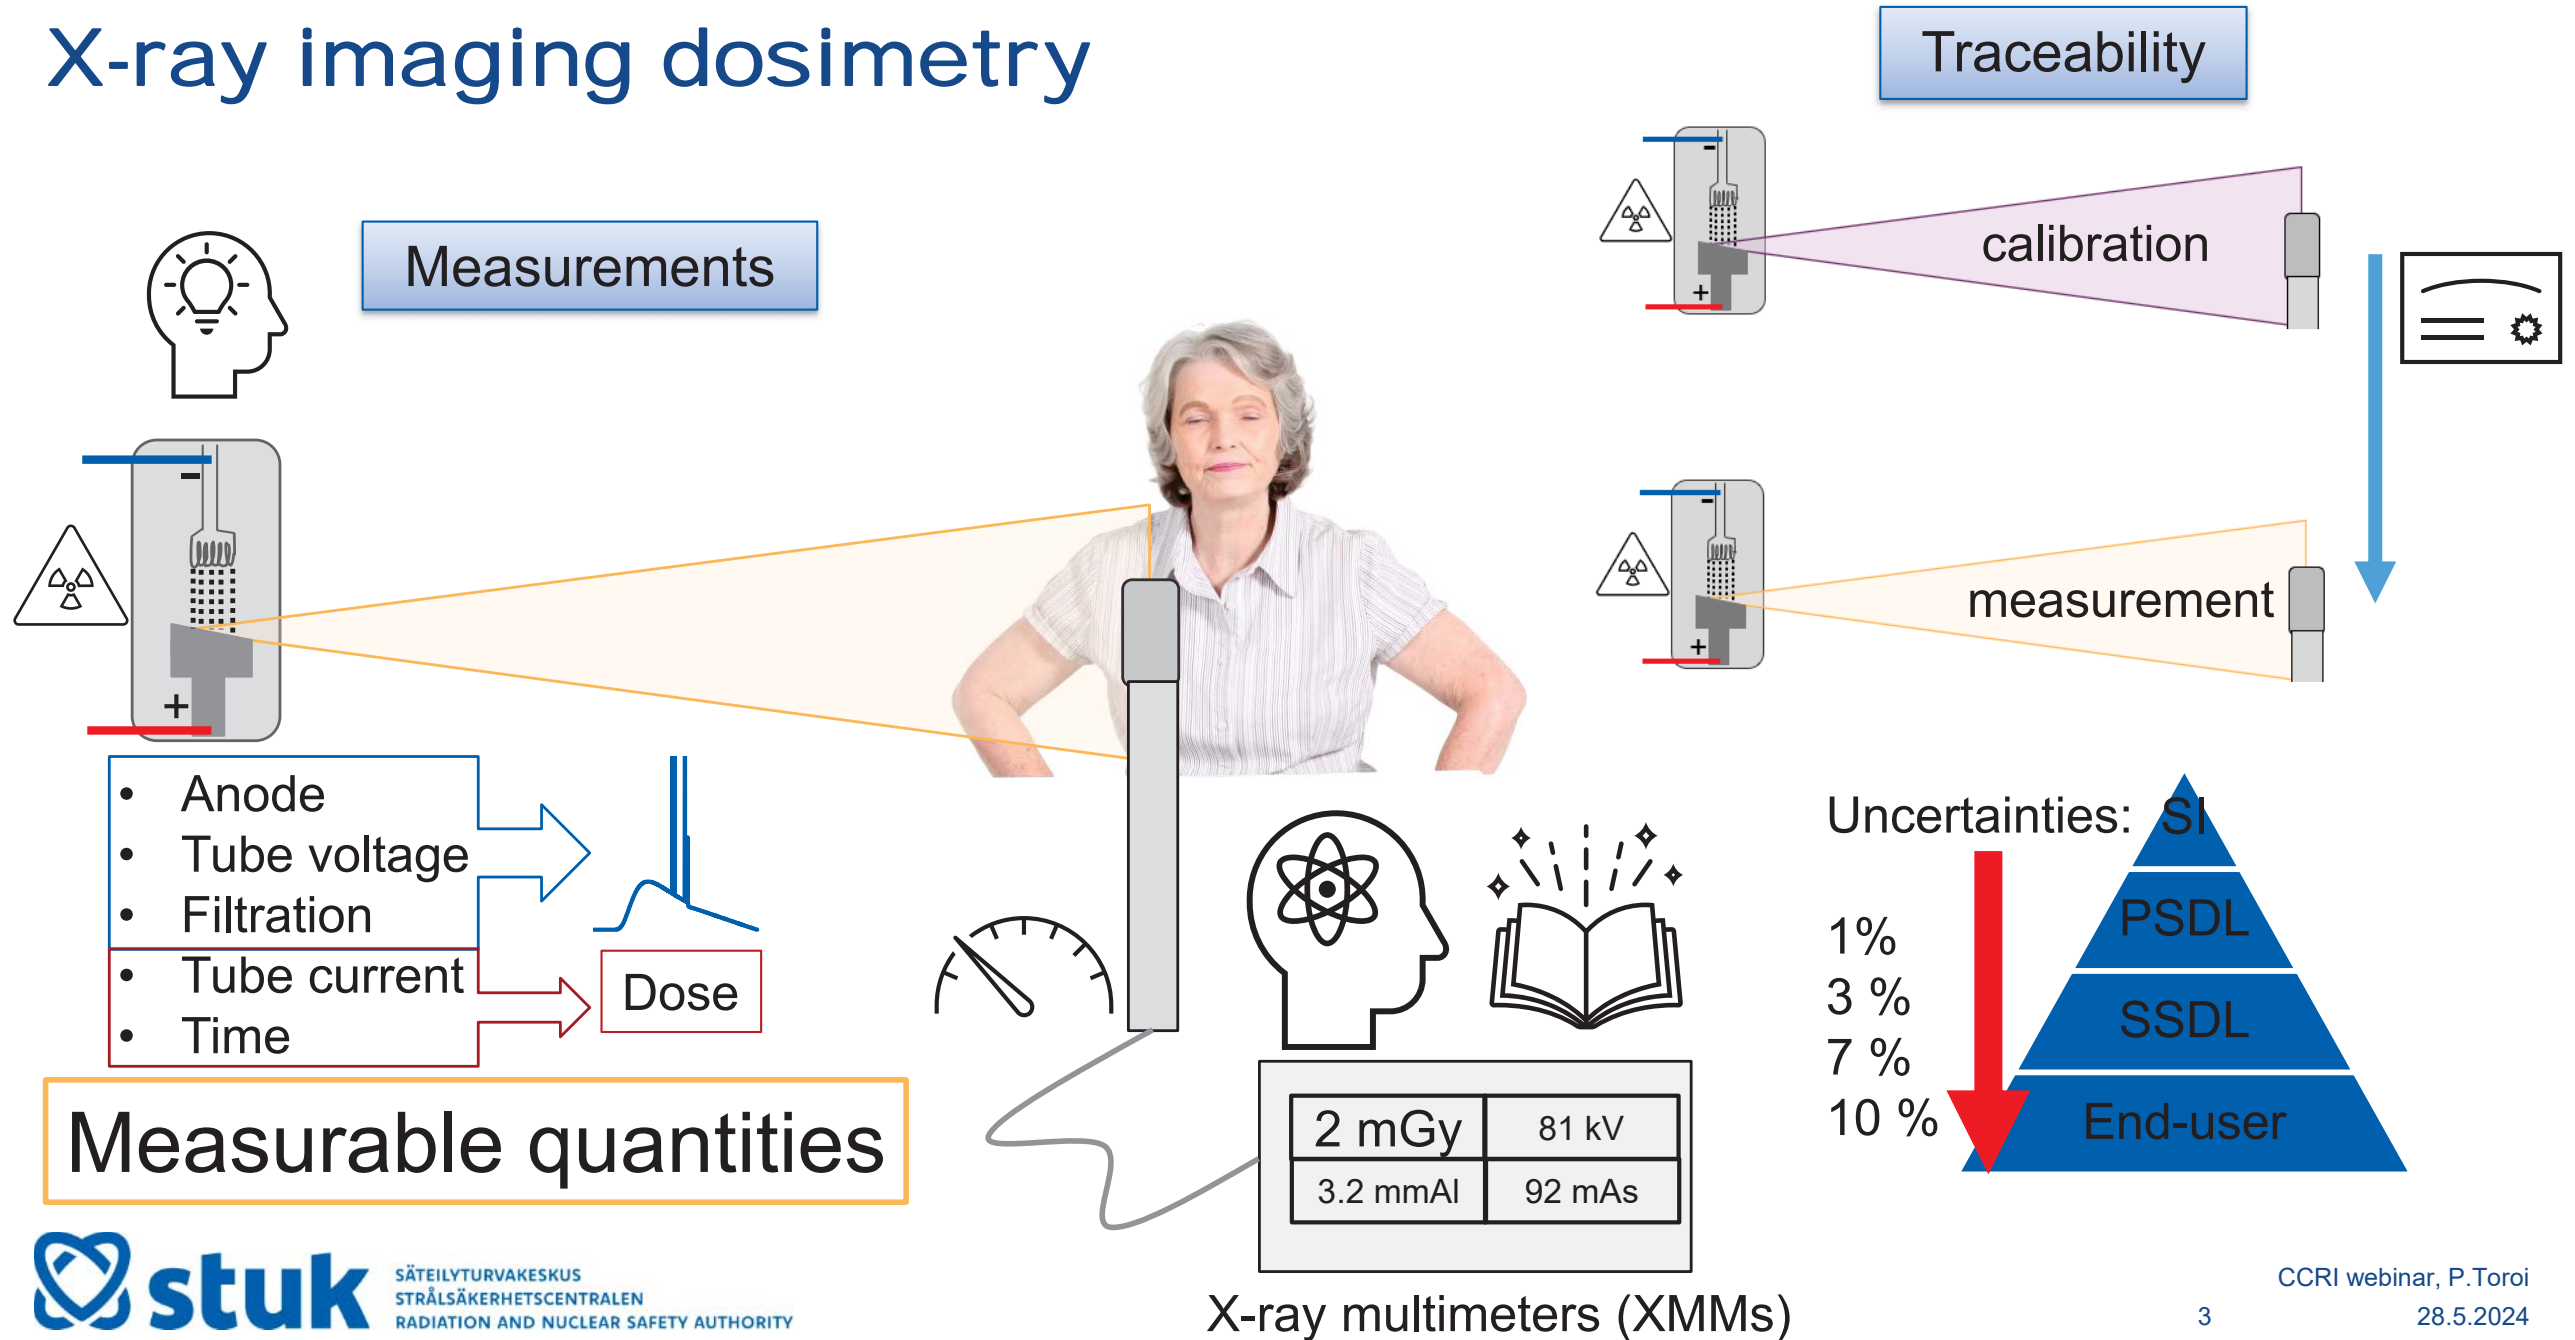 X-ray imaging dosimetry
Traceability
Measurements
calibration
measurement
-
+
-
+
-
+
• Anode
• Tube voltage
• Filtration
• Tube current
• Time
Dose
Measurable quantities
2 mGy 81 kV
3.2 mmAl 92 mAs
X-ray multimeters (XMMs)
Uncertainties:
1%
3 %
7 %
10 %
SI
PSDL
SSDL
End-user
stuk
SÄTEILYTURVAKESKUS
STRÅLSÄKERHETSCENTRALEN
RADIATION AND NUCLEAR SAFETY AUTHORITY
CCRI webinar, P.Toroi
3 28.5.2024